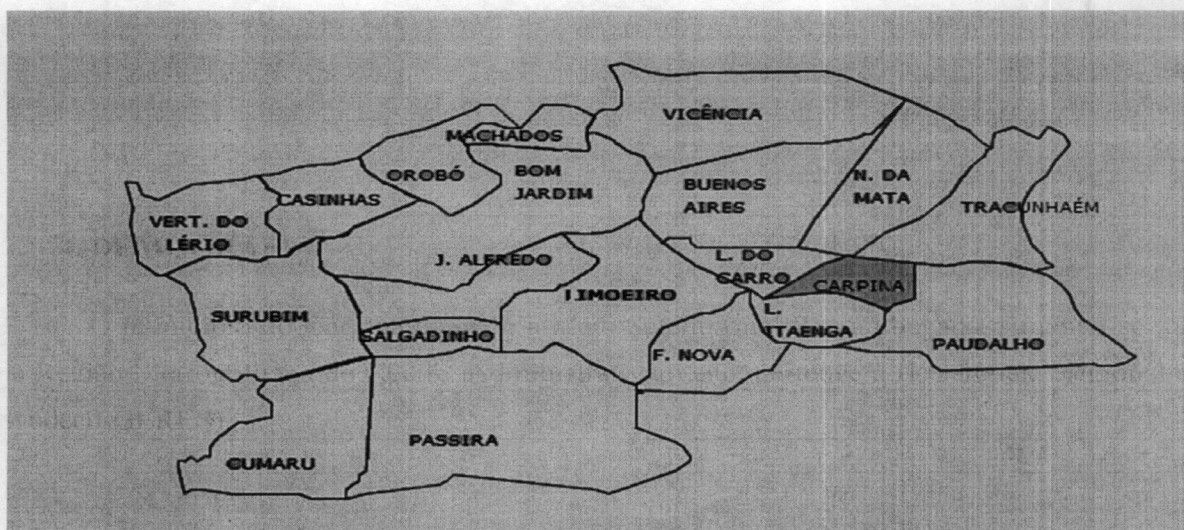 VICÊNCIA
MACHADOS
OROBÓ
BOM
JARDIM
CASINHAS
VERT. DO
LÉRIO
BUENOS
AIRES
N. DA
MATA
TRACUNHAÉM
J. ALFREDO
L. DO
CARRO
CARPINA
LIMOEIRO
SURUBIM
SALGADINHO
L.
ITAENGA
F. NOVA
PAUDALHO
PASSIRA
CUMARU